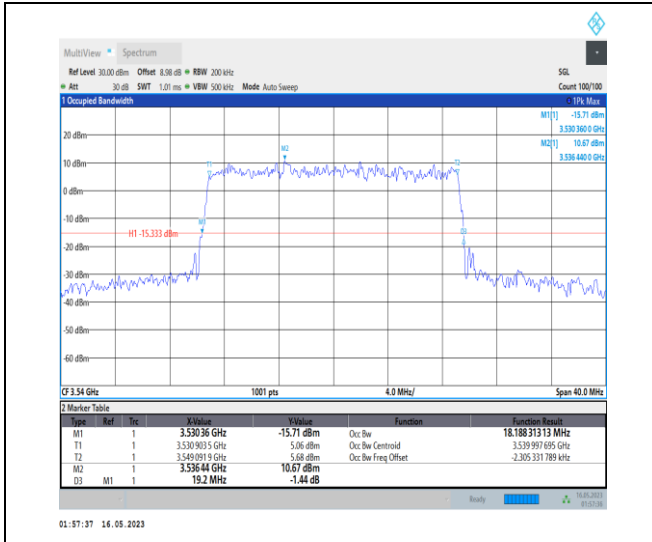 MultiView Spectrum
Ref Level 30.00 dBm Offset 8.98 dB RBW 200 kHz SGL
Att 30 dB SWT 1.01 ms VBW 500 kHz Mode Auto Sweep Count 100/100
1 Occupied Bandwidth 1Pk Max
M1[1] -15.71 dBm
3.530 360 0 GHz
M2[1] 10.67 dBm
3.536 440 0 GHz
20 dBm
M2
10 dBm
T1
T2
0 dBm
-10 dBm
M1
H1 -15.333 dBm
D3
-20 dBm
-30 dBm
-40 dBm
-50 dBm
-60 dBm
CF 3.54 GHz 1001 pts 4.0 MHz/ Span 40.0 MHz
2 Marker Table
Type Ref Trc X-Value Y-Value Function Function Result
M1 1 3.53036 GHz -15.71 dBm Occ Bw 18.188 313 13 MHz
T1 1 3.530 903 5 GHz 5.06 dBm Occ Bw Centroid 3.539 997 695 GHz
T2 1 3.549 091 9 GHz 5.68 dBm Occ Bw Freq Offset -2.305 331 789 kHz
M2 1 3.53644 GHz 10.67 dBm
D3 M1 1 19.2 MHz -1.44 dB
Ready 16.05.2023
01:57:36
01:57:37 16.05.2023